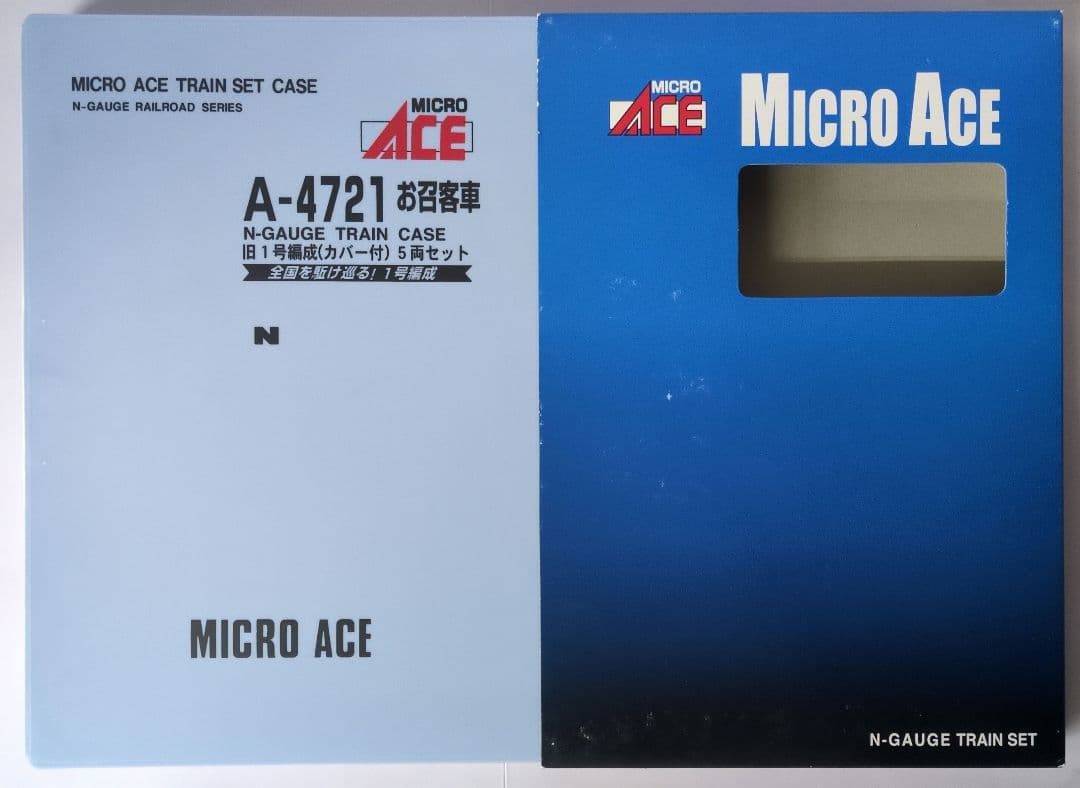 MICRO ACE TRAIN SET CASE
N-GAUGE RAILROAD SERIES
MICRO
ACE
A-4721 お召客車
N-GAUGE TRAIN CASE
旧1号編成(カバー付) 5両セット
全国を駆け巡る! 1号編成
N
MICRO ACE
MICRO
ACE
MICRO ACE
N-GAUGE TRAIN SET